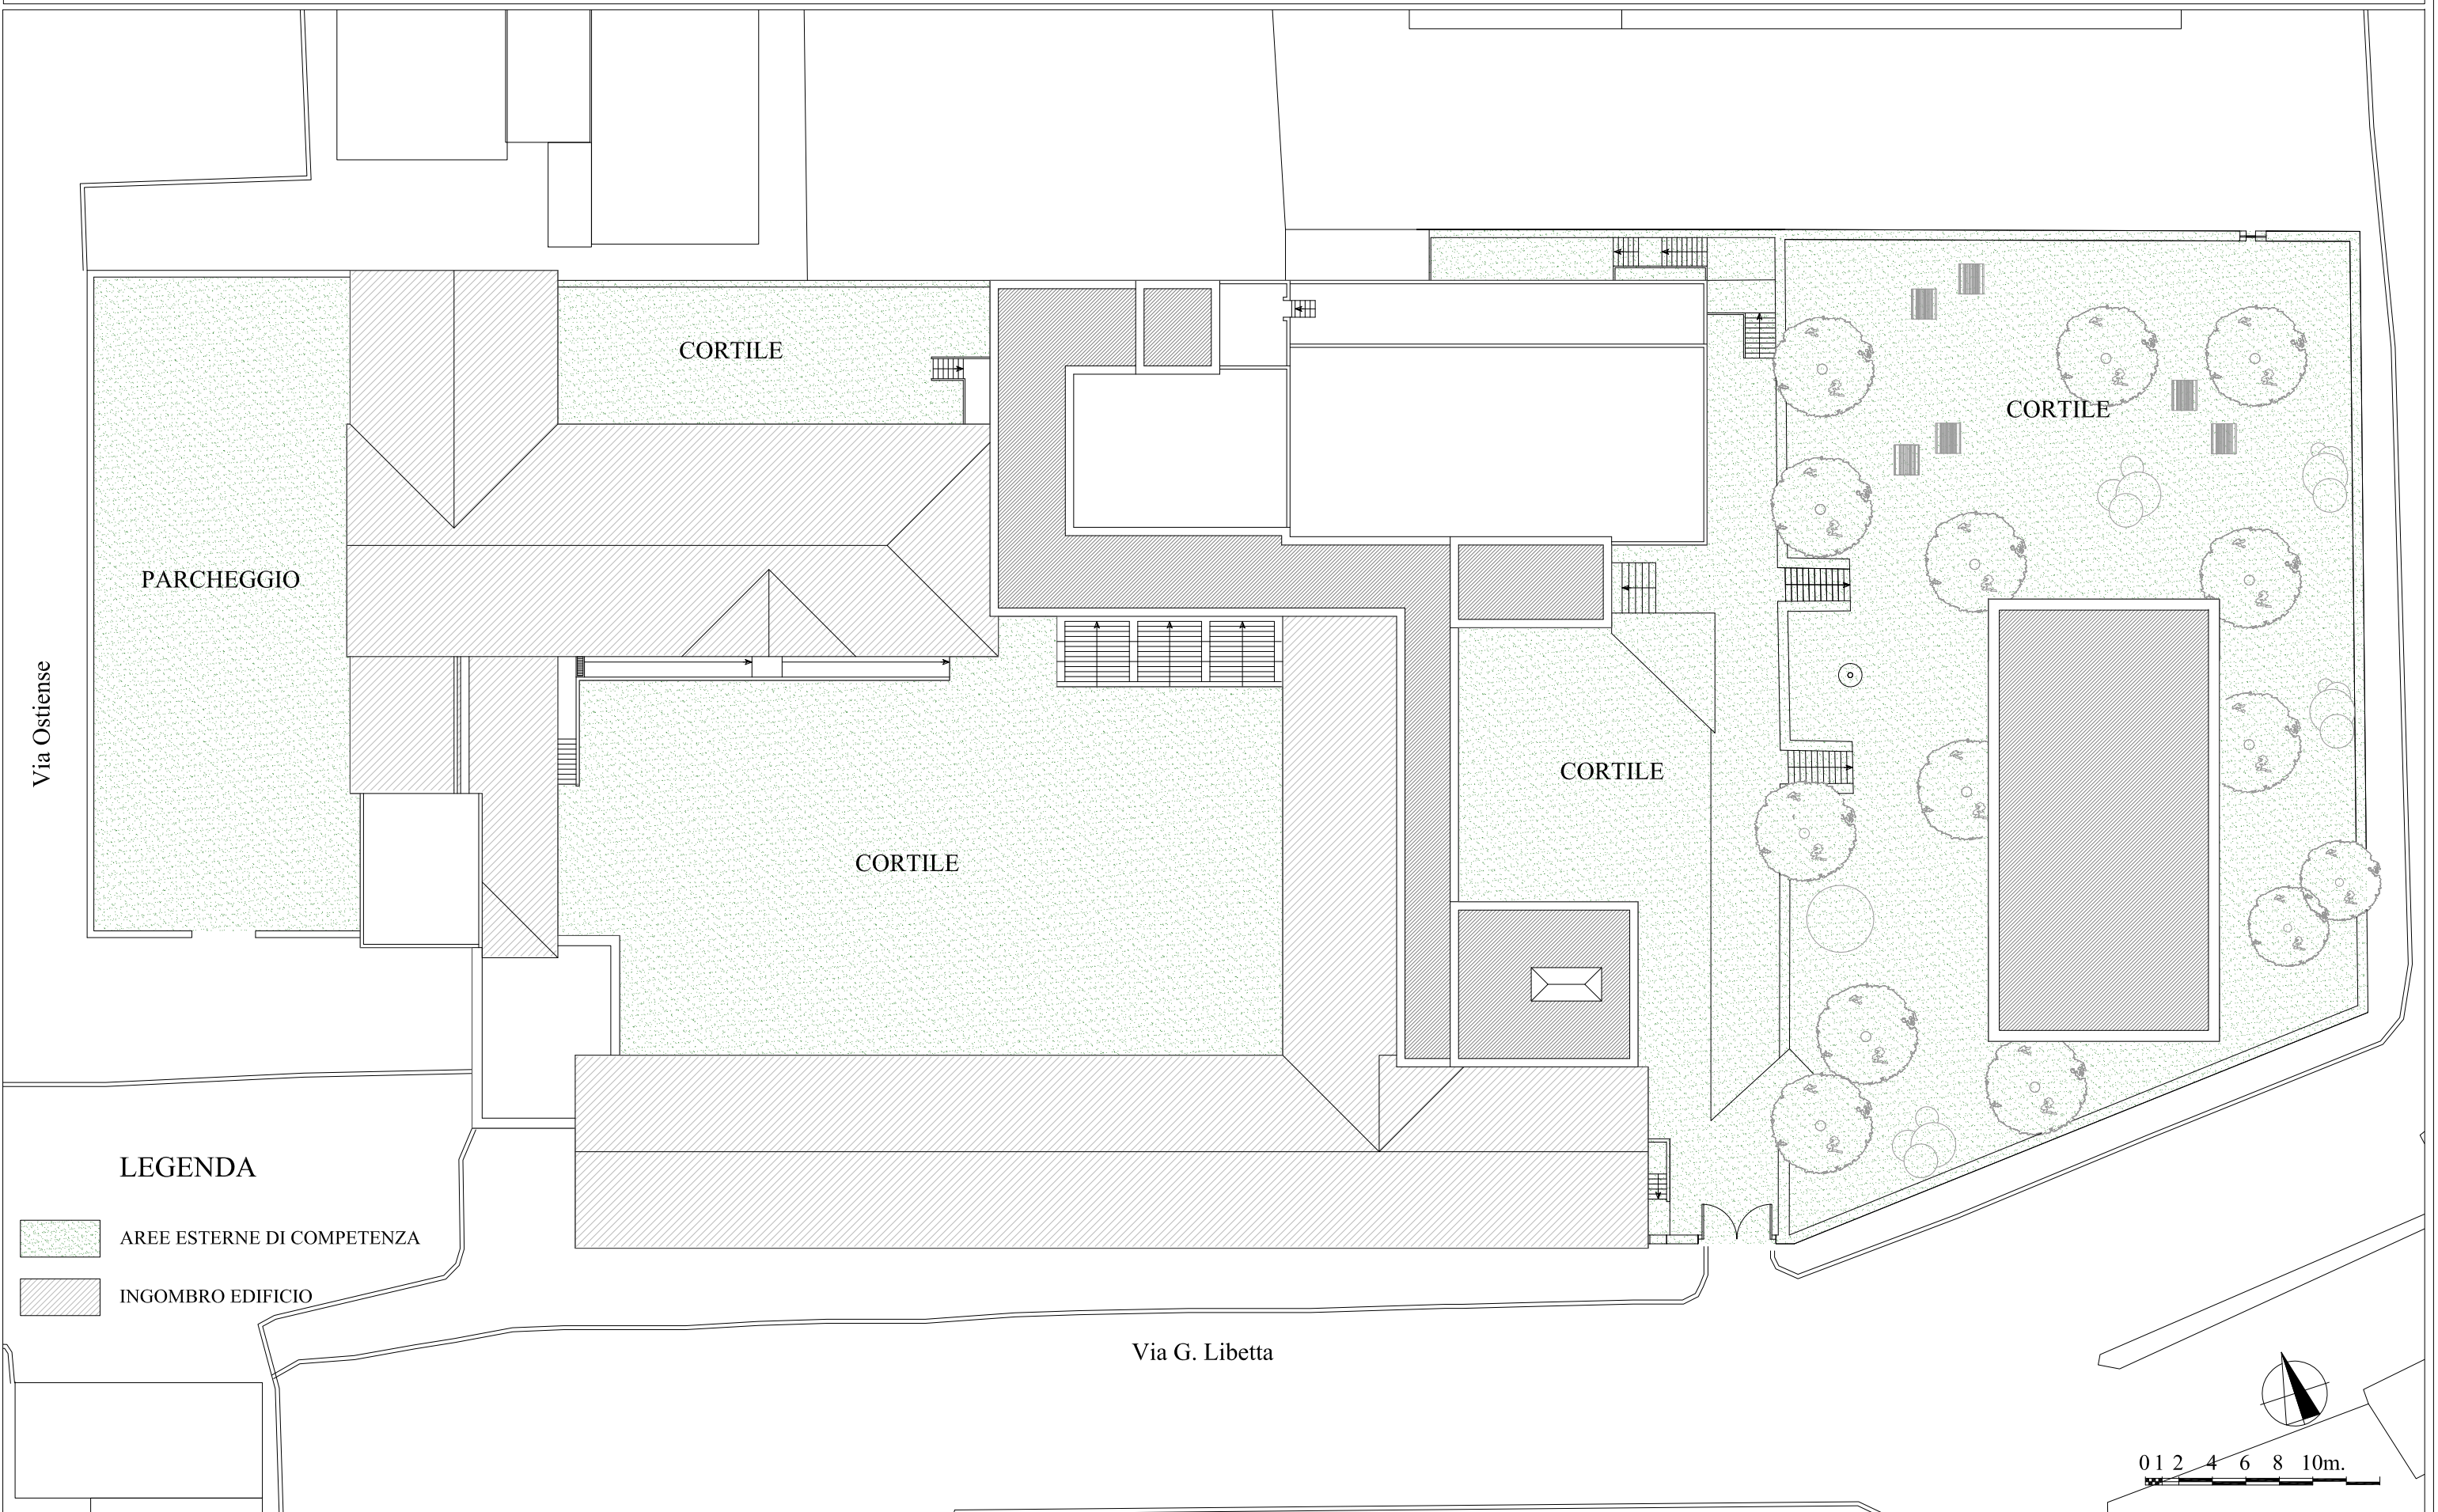 CORTILE
CORTILE
PARCHEGGIO
Via Ostiense
CORTILE
CORTILE
LEGENDA
AREE ESTERNE DI COMPETENZA
INGOMBRO EDIFICIO
Via G. Libetta
0 1 2 4 6 8 10m.